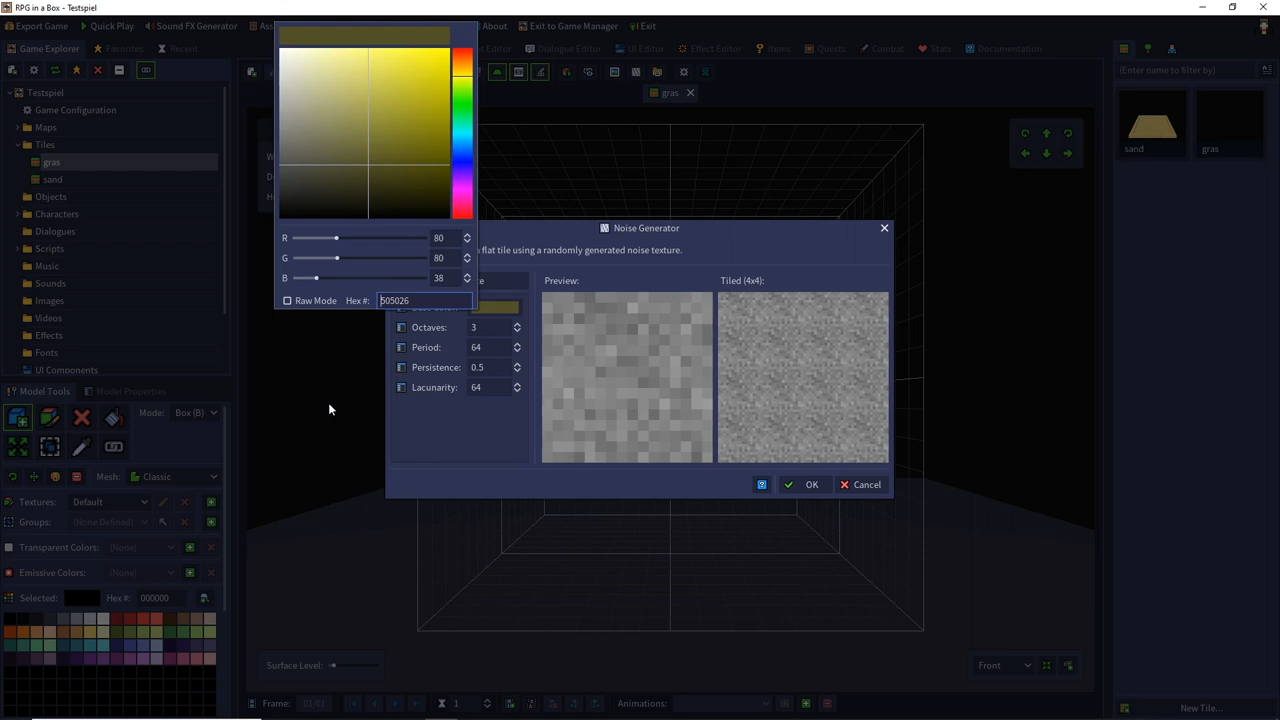 RPG in a Box - Testspiel
Export Game
Quick Play
Sound FX Generator
About
Exit to Game Manager
Exit
Game Explorer
Favorites
Recent
Dialogue Editor
UI Editor
Effect Editor
Items
Quests
Combat
Stats
Documentation
gras
(Enter name to filter by)
Testspiel
Game Configuration
Maps
Tiles
gras
sand
Objects
Characters
Dialogues
Scripts
Music
Sounds
Images
Videos
Effects
Fonts
UI Components
sand
gras
R
80
G
80
B
38
Raw Mode
Hex #:
505026
Noise Generator
flat tile using a randomly generated noise texture.
Preview:
Tiled (4x4):
Octaves:
3
Period:
64
Persistence:
0.5
Lacunarity:
64
OK
Cancel
Model Tools
Model Properties
Mode:
Box (B)
Mesh:
Classic
Textures:
Default
Groups:
(None Defined)
Transparent Colors:
(None)
Emissive Colors:
(None)
Selected:
Hex #:
000000
Surface Level:
Front
Frame:
01/01
1
Animations:
New Tile...